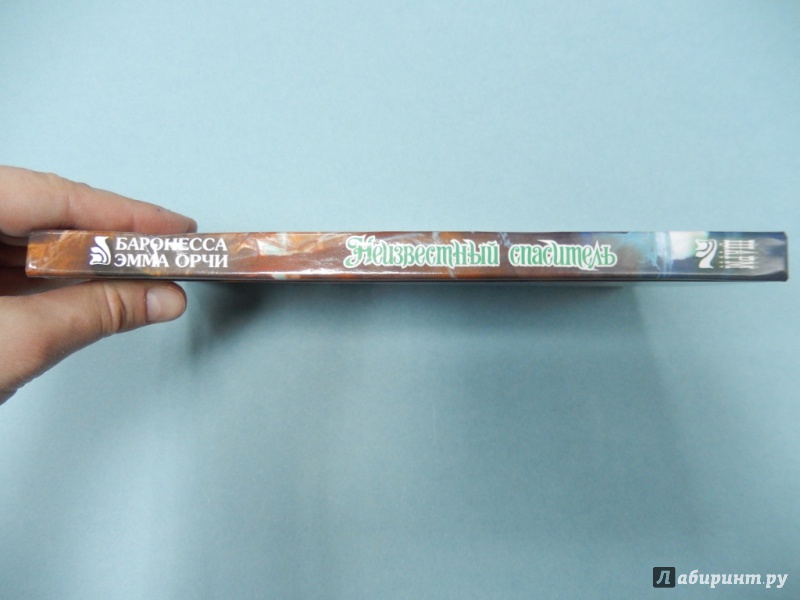 БАРОНЕССА
ЭММА ОРЧИ
Неизвестный спаситель
Лабиринт.ру